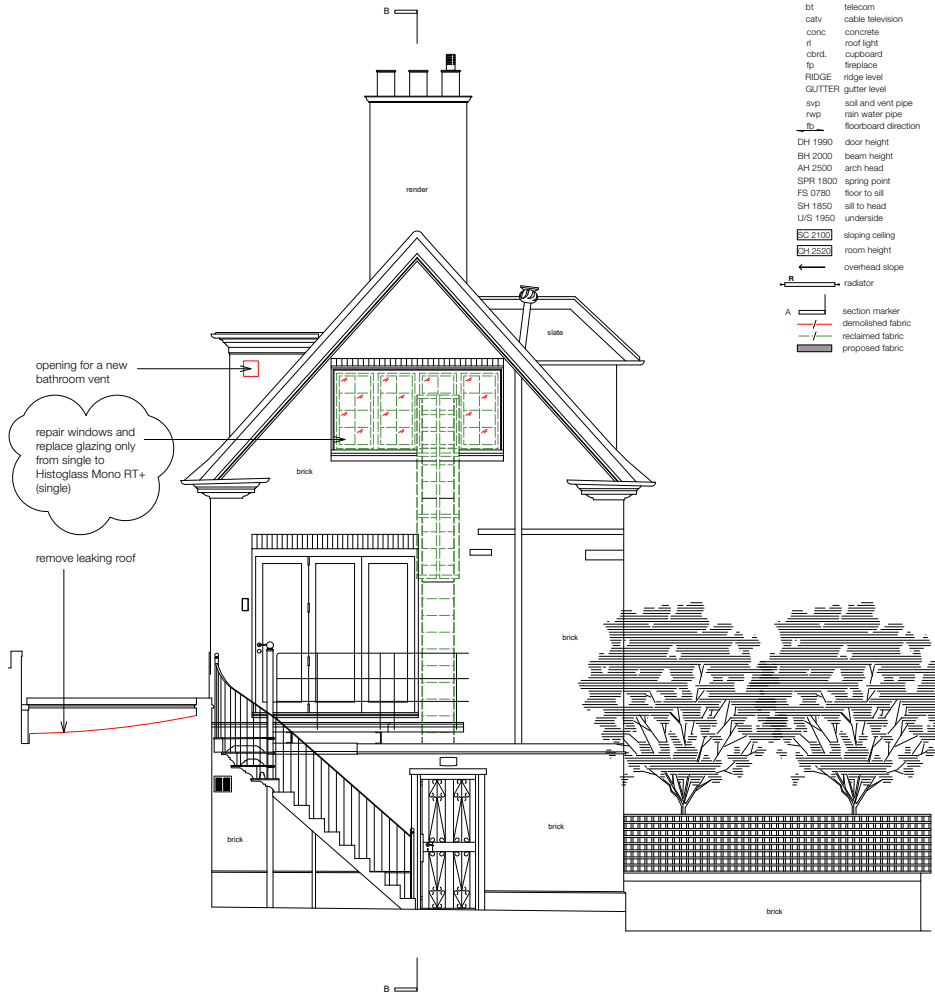 B
bt telecom
catv cable television
conc concrete
rl roof light
cbrd. cupboard
fp fireplace
RIDGE ridge level
GUTTER gutter level
svp soil and vent pipe
rwp rain water pipe
fb floorboard direction
DH 1990 door height
BH 2000 beam height
AH 2500 arch head
SPR 1800 spring point
FS 0780 floor to sill
SH 1850 sill to head
U/S 1950 underside
SC 2100 sloping ceiling
CH 2520 room height
overhead slope
R radiator
A section marker
demolished fabric
reclaimed fabric
proposed fabric
render
slate
opening for a new
bathroom vent
repair windows and
replace glazing only
from single to
Histoglass Mono RT+
(single)
brick
remove leaking roof
brick
brick
brick
brick
B